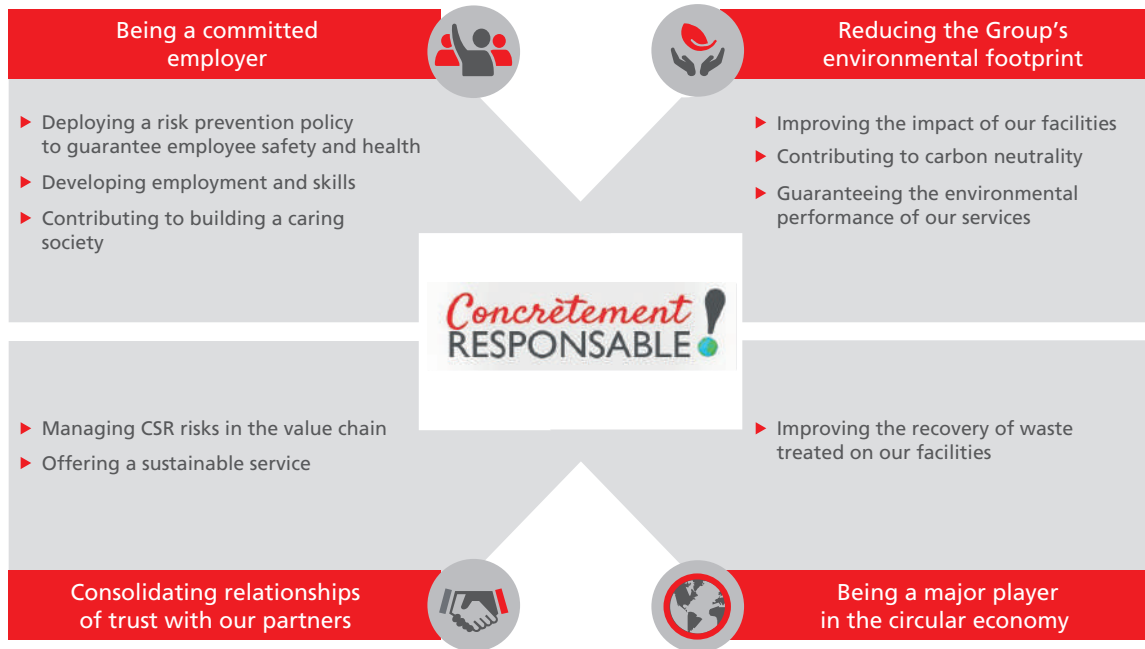 Being a committed
employer
Deploying a risk prevention policy
to guarantee employee safety and health
Developing employment and skills
Contributing to building a caring
society
Reducing the Group's
environmental footprint
Improving the impact of our facilities
Contributing to carbon neutrality
Guaranteeing the environmental
performance of our services
Concrètement
RESPONSABLE !
Managing CSR risks in the value chain
Offering a sustainable service
Consolidating relationships
of trust with our partners
Improving the recovery of waste
treated on our facilities
Being a major player
in the circular economy